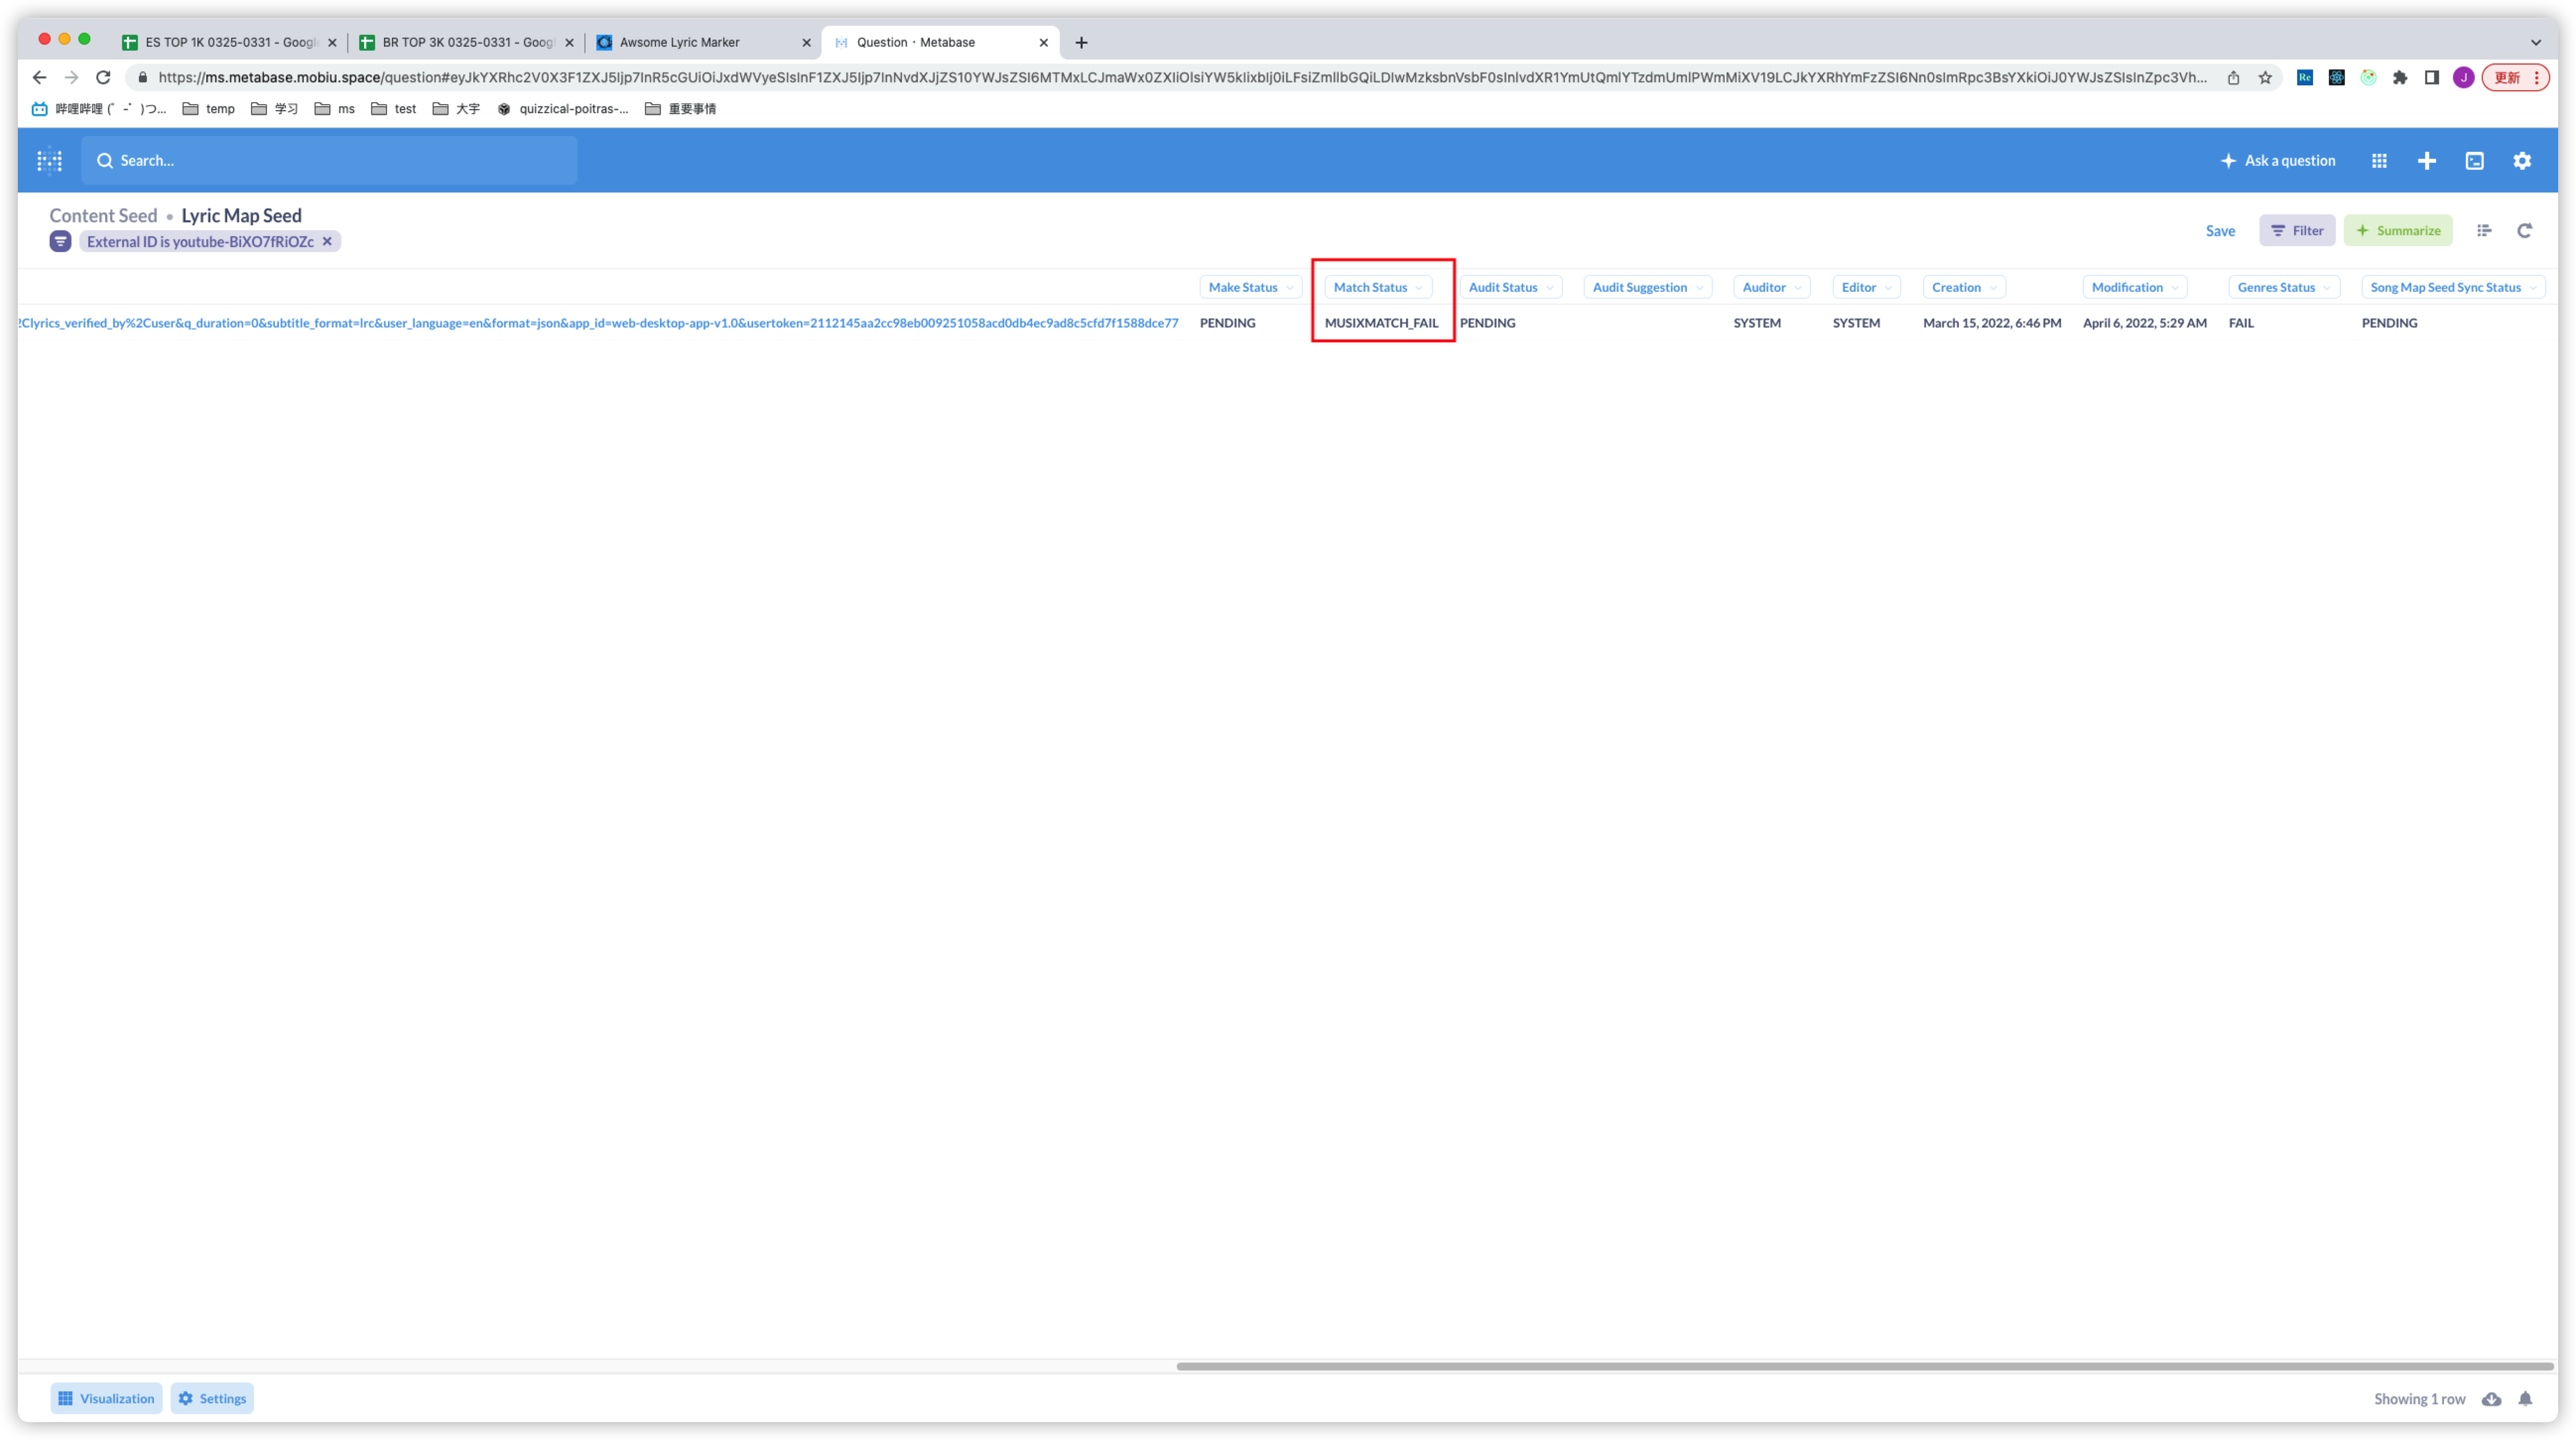 ES TOP 1K 0325-0331 - Googl
BR TOP 3K 0325-0331 - Goog
Awsome Lyric Marker
Question · Metabase
https://ms.metabase.mobiu.space/question#eyJkYXRhc2V0X3F1ZXJ5Ijp7InR5cGUiOiJxdWVyeSIsInF1ZXJ5Ijp7InNvdXJjZS10YWJsZSI6MTMxLCJmaWx0ZXIiOlsiYW5kIixbIj0iLFsiZmllbGQiLDIwMzksbnVsbF0sInlvdXR1YmUtQmlYTzdmUmlPWmMiXV19LCJkYXRhYmFzZSI6Nn0sImRpc3BsYXkiOiJ0YWJsZSIsInZpc3Vh...
Re
J
更新
哔哩哔哩 (゜-゜)つ...
temp
学习
ms
test
大字
quizzical-poitras-...
重要事情
Search...
Ask a question
Content Seed • Lyric Map Seed
External ID is youtube-BiXO7fRiOZc
Save
Filter
Summarize
Make Status
Match Status
Audit Status
Audit Suggestion
Auditor
Editor
Creation
Modification
Genres Status
Song Map Seed Sync Status
2Clyrics_verified_by%2Cuser&q_duration=0&subtitle_format=lrc&user_language=en&format=json&app_id=web-desktop-app-v1.0&usertoken=2112145aa2cc98eb009251058acd0db4ec9ad8c5cfd7f1588dce77
PENDING
MUSIXMATCH_FAIL
PENDING
SYSTEM
SYSTEM
March 15, 2022, 6:46 PM
April 6, 2022, 5:29 AM
FAIL
PENDING
Visualization
Settings
Showing 1 row